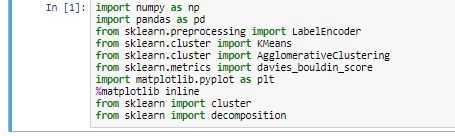 In [1]: import numpy as np
import pandas as pd
from sklearn.preprocessing import LabelEncoder
from sklearn.cluster import KMeans
from sklearn.cluster import AgglomerativeClustering
from sklearn.metrics import davies_bouldin_score
import matplotlib.pyplot as plt
%matplotlib inline
from sklearn import cluster
from sklearn import decomposition